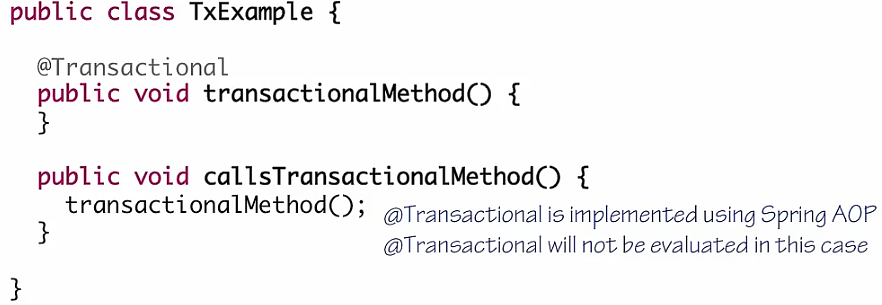 public class TxExample {
@Transactional
public void transactionalMethod() {
}
public void callsTransactionalMethod() {
transactionalMethod(); @Transactional is implemented using Spring AOP
} @Transactional will not be evaluated in this case
}